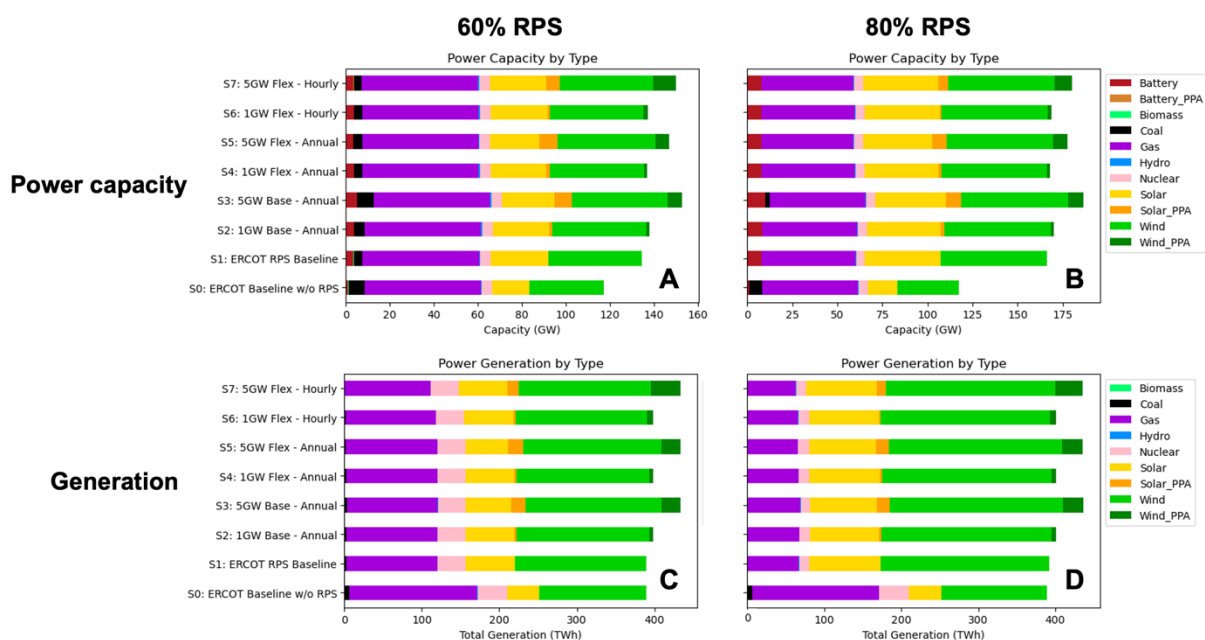 60% RPS
80% RPS
Power capacity
Power Capacity by Type
S7: 5GW Flex - Hourly
S6: 1GW Flex - Hourly
S5: 5GW Flex - Annual
S4: 1GW Flex - Annual
S3: 5GW Base - Annual
S2: 1GW Base - Annual
S1: ERCOT RPS Baseline
S0: ERCOT Baseline w/o RPS
A
0 20 40 60 80 100 120 140 160
Capacity (GW)
Power Capacity by Type
B
0 25 50 75 100 125 150 175
Capacity (GW)
Battery
Battery_PPA
Biomass
Coal
Gas
Hydro
Nuclear
Solar
Solar_PPA
Wind
Wind_PPA
Generation
Power Generation by Type
S7: 5GW Flex - Hourly
S6: 1GW Flex - Hourly
S5: 5GW Flex - Annual
S4: 1GW Flex - Annual
S3: 5GW Base - Annual
S2: 1GW Base - Annual
S1: ERCOT RPS Baseline
S0: ERCOT Baseline w/o RPS
C
0 100 200 300 400
Total Generation (TWh)
Power Generation by Type
D
0 100 200 300 400
Total Generation (TWh)
Biomass
Coal
Gas
Hydro
Nuclear
Solar
Solar_PPA
Wind
Wind_PPA